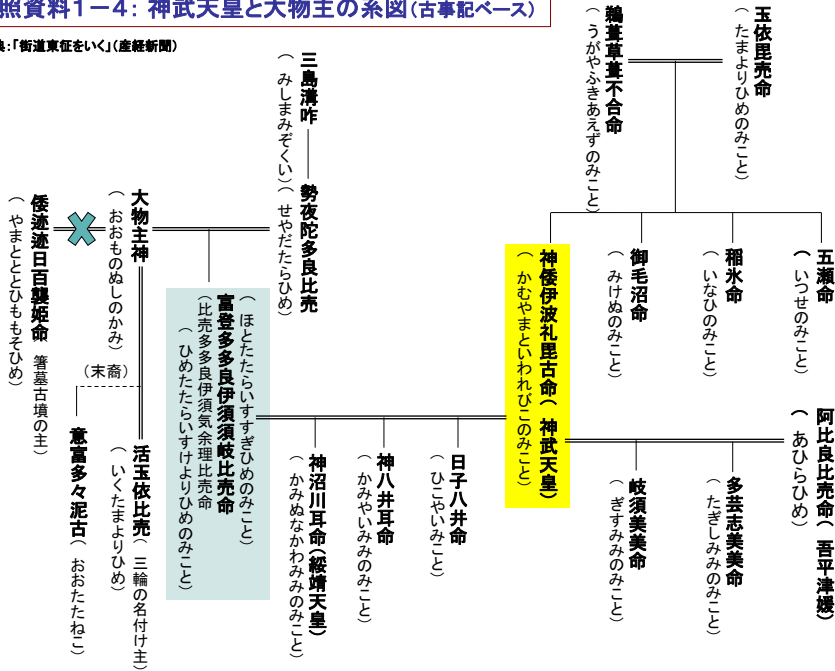 照資料1－4: 神武天皇と大物主の系図(古事記ベース)
:「街道東征をいく」(産経新聞)
玉依毘売命
( たまよりひめのみこと)
鵜葺草葺不合命
( うがやふきあえずのみこと)
五瀬命
( いつせのみこと)
稲氷命
( いなひのみこと)
御毛沼命
( みけぬのみこと)
神倭伊波礼毘古命( 神武天皇)
( かむやまといわれびこのみこと)
阿比良比売命( 吾平津媛)
( あひらひめ)
多芸志美美命
( たぎしみみのみこと)
岐須美美命
( ぎすみみのみこと)
三島溝咋
( みしまみぞくい)
勢夜陀多良比売
( せやだたらひめ)
大物主神
( おおものぬしのかみ)
倭迹迹日百襲姫命 箸墓古墳の主)
( やまとととひももそひめ)
( ほとたたらいすすぎひめのみこと)
富登多多良伊須須岐比売命
(比売多多良伊須気余理比売命
( ひめたたらいすけよりひめのみこと)
日子八井命
( ひこやいみこと)
神八井耳命
( かみやいみみのみこと)
神沼川耳命(綏靖天皇)
( かみぬなかわみみのみこと)
(末裔)
活玉依比売( 三輪の名付け主)
( いくたまよりひめ)
意富多々泥古( おおたたねこ)